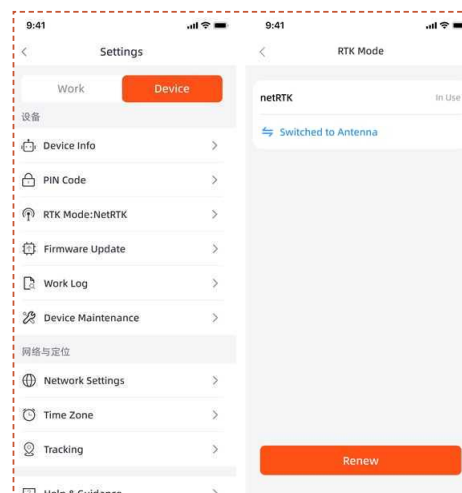 9:41
Settings
Work
Device
设备
Device Info
PIN Code
RTK Mode:NetRTK
Firmware Update
Work Log
Device Maintenance
网络与定位
Network Settings
Time Zone
Tracking
Help & Guidance
9:41
RTK Mode
netRTK
In Use
Switched to Antenna
Renew